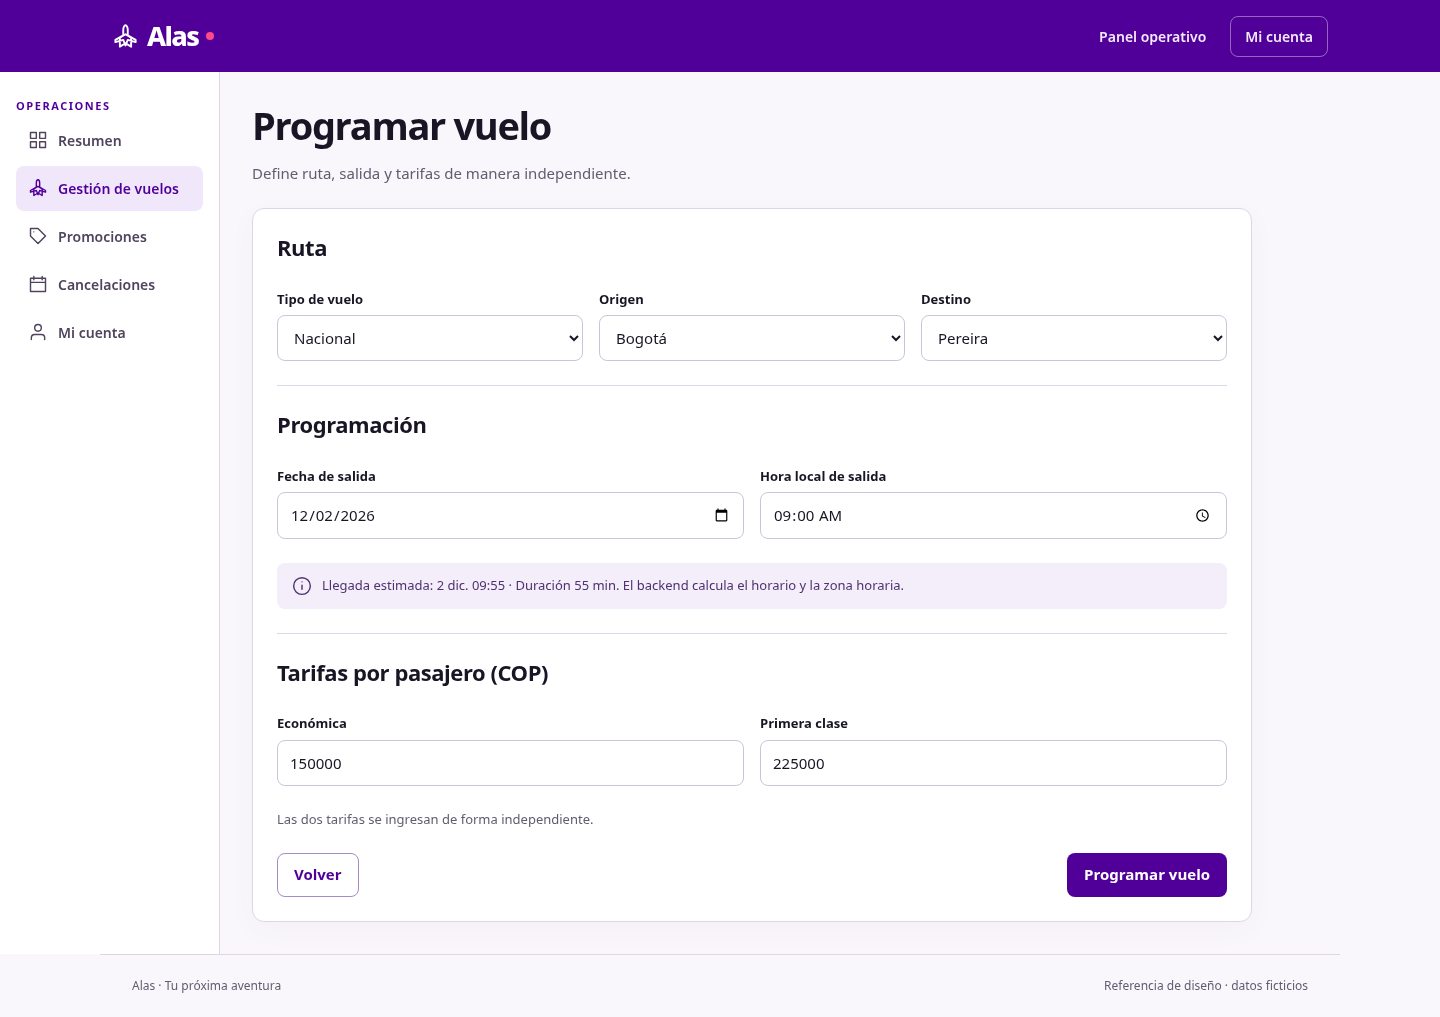 Alas
Panel operativo
Mi cuenta
OPERACIONES
Resumen
Gestión de vuelos
Promociones
Cancelaciones
Mi cuenta
Programar vuelo
Define ruta, salida y tarifas de manera independiente.
Ruta
Tipo de vuelo
Origen
Destino
Nacional
Bogotá
Pereira
Programación
Fecha de salida
Hora local de salida
12/02/2026
09:00 AM
Llegada estimada: 2 dic. 09:55 · Duración 55 min. El backend calcula el horario y la zona horaria.
Tarifas por pasajero (COP)
Económica
Primera clase
150000
225000
Las dos tarifas se ingresan de forma independiente.
Volver
Programar vuelo
Alas · Tu próxima aventura
Referencia de diseño · datos ficticios